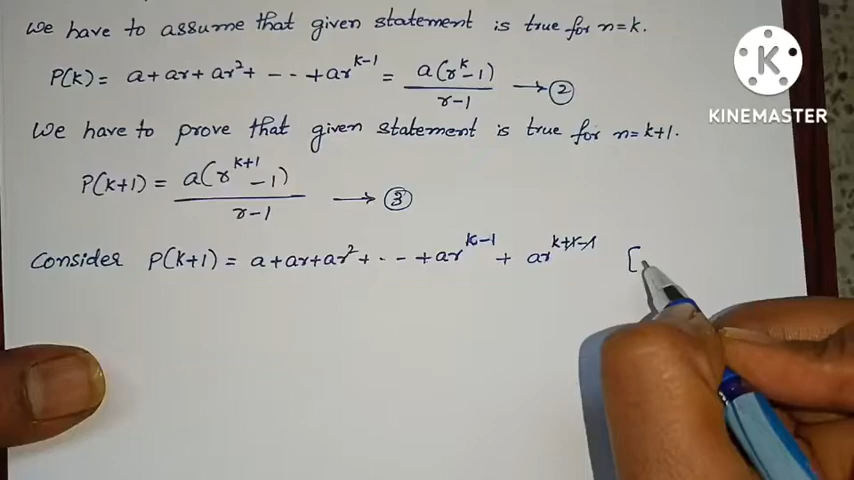 We have to assume that given statement is true for n=k.
P(k) = a+ar+ar²+ - - - +ar^{k-1} = a(r^k-1)/(r-1) → ②
We have to prove that given statement is true for n=k+1.
P(k+1) = a(r^{k+1}-1)/(r-1) → ③
Consider P(k+1) = a+ar+ar²+ - - - +ar^{k-1} + ar^{k+1-1} [
K
KINEMASTER